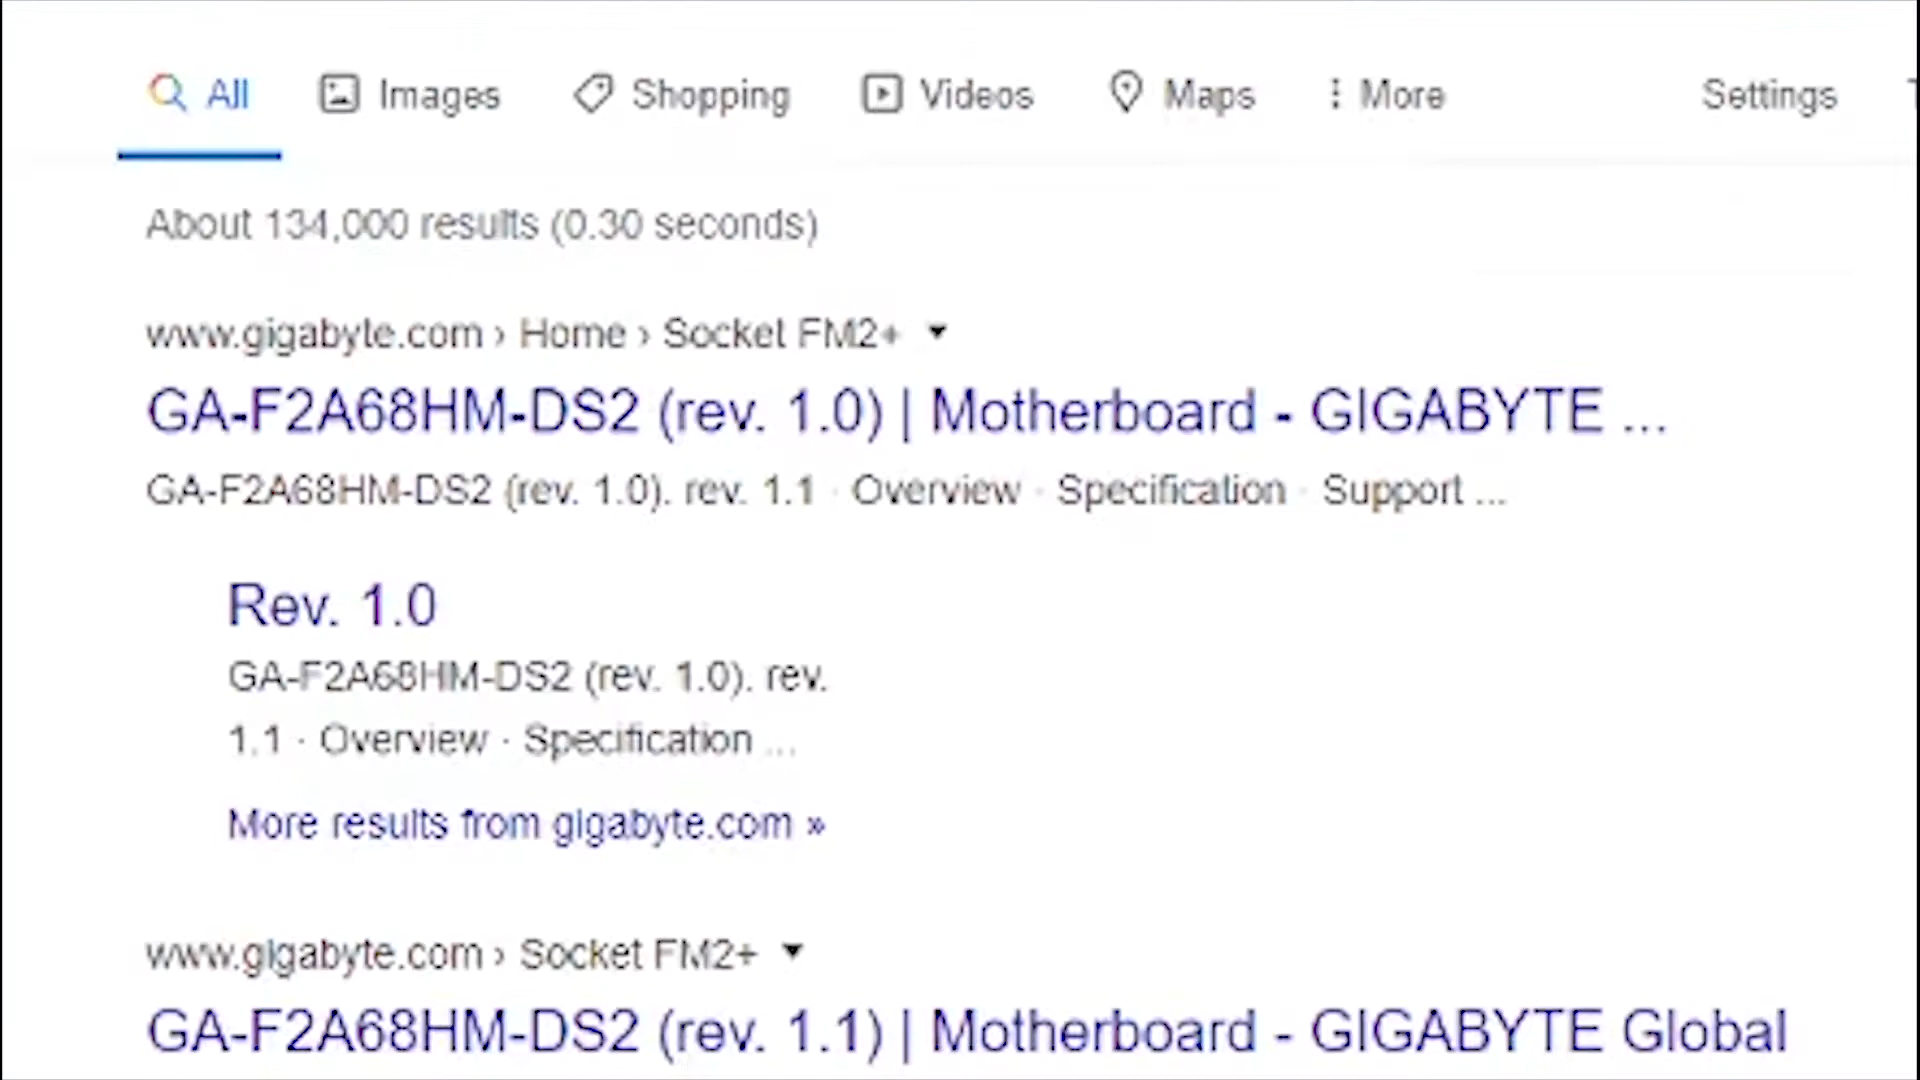 All Images Shopping Videos Maps More Settings
About 134,000 results (0.30 seconds)
www.gigabyte.com › Home › Socket FM2+
GA-F2A68HM-DS2 (rev. 1.0) | Motherboard - GIGABYTE ...
GA-F2A68HM-DS2 (rev. 1.0). rev. 1.1 · Overview · Specification · Support ...
Rev. 1.0
GA-F2A68HM-DS2 (rev. 1.0). rev.
1.1 · Overview · Specification ...
More results from gigabyte.com »
www.gigabyte.com › Socket FM2+
GA-F2A68HM-DS2 (rev. 1.1) | Motherboard - GIGABYTE Global